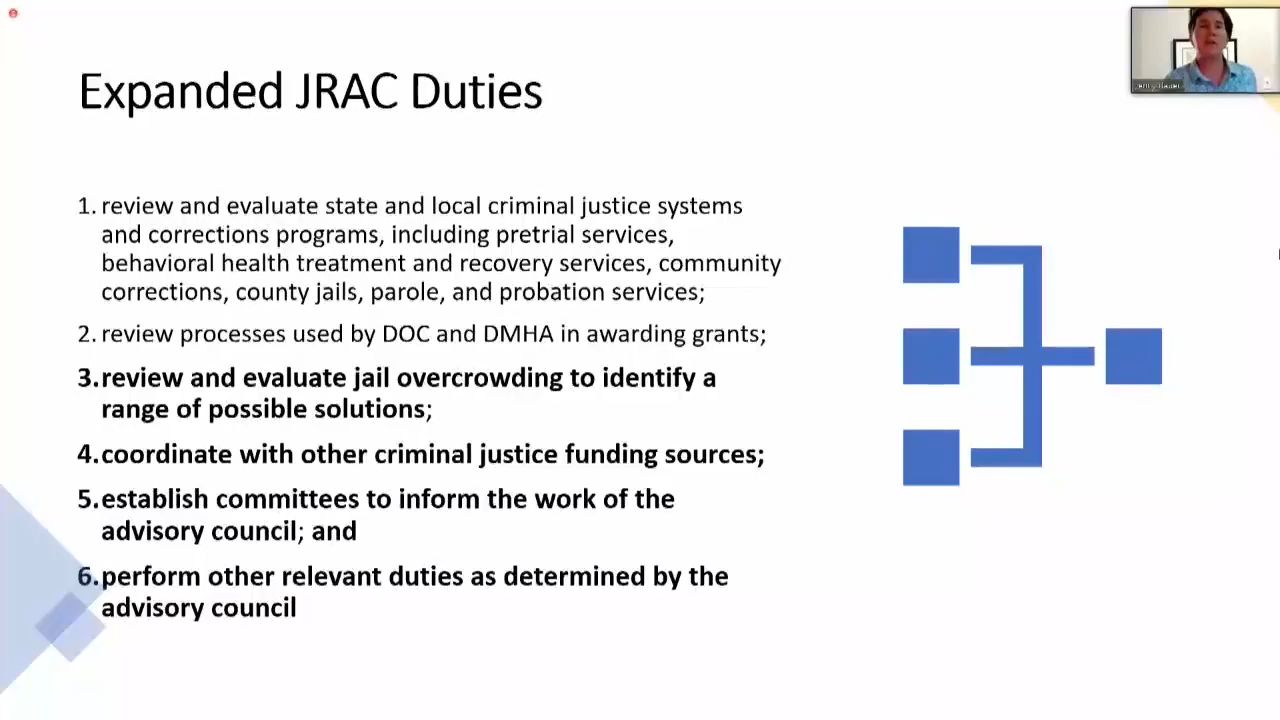 Expanded JRAC Duties
1. review and evaluate state and local criminal justice systems
and corrections programs, including pretrial services,
behavioral health treatment and recovery services, community
corrections, county jails, parole, and probation services;
2. review processes used by DOC and DMHA in awarding grants;
3.review and evaluate jail overcrowding to identify a
range of possible solutions;
4.coordinate with other criminal justice funding sources;
5.establish committees to inform the work of the
advisory council; and
6.perform other relevant duties as determined by the
advisory council